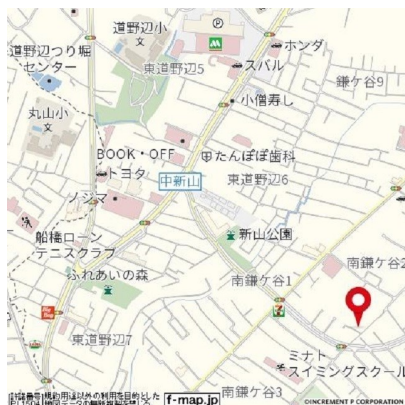 道野辺小
文
P
ホンダ
道野辺つり堀
センター
スバル
東道野辺5
鎌ケ谷9
小僧寿し
丸山小
文
BOOK・OFF
たんぽぽ歯科
トヨタ
中新山
東道野辺6
ノジマ
船橋ローン
テニスクラブ
新山公園
ふれあいの森
南鎌ケ谷2
南鎌ケ谷1
Big
Boy
7
東道野辺7
ミナト
スイミングスクール
南鎌ケ谷3
f-map.jp
©INCREMENT P CORPORATION